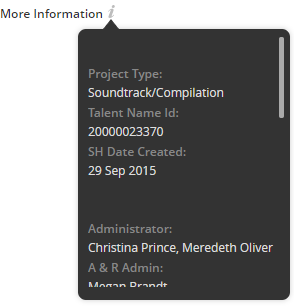 More Information i
Project Type:
Soundtrack/Compilation
Talent Name Id:
20000023370
SH Date Created:
29 Sep 2015
Administrator:
Christina Prince, Meredeth Oliver
A & R Admin:
Megan Brandt